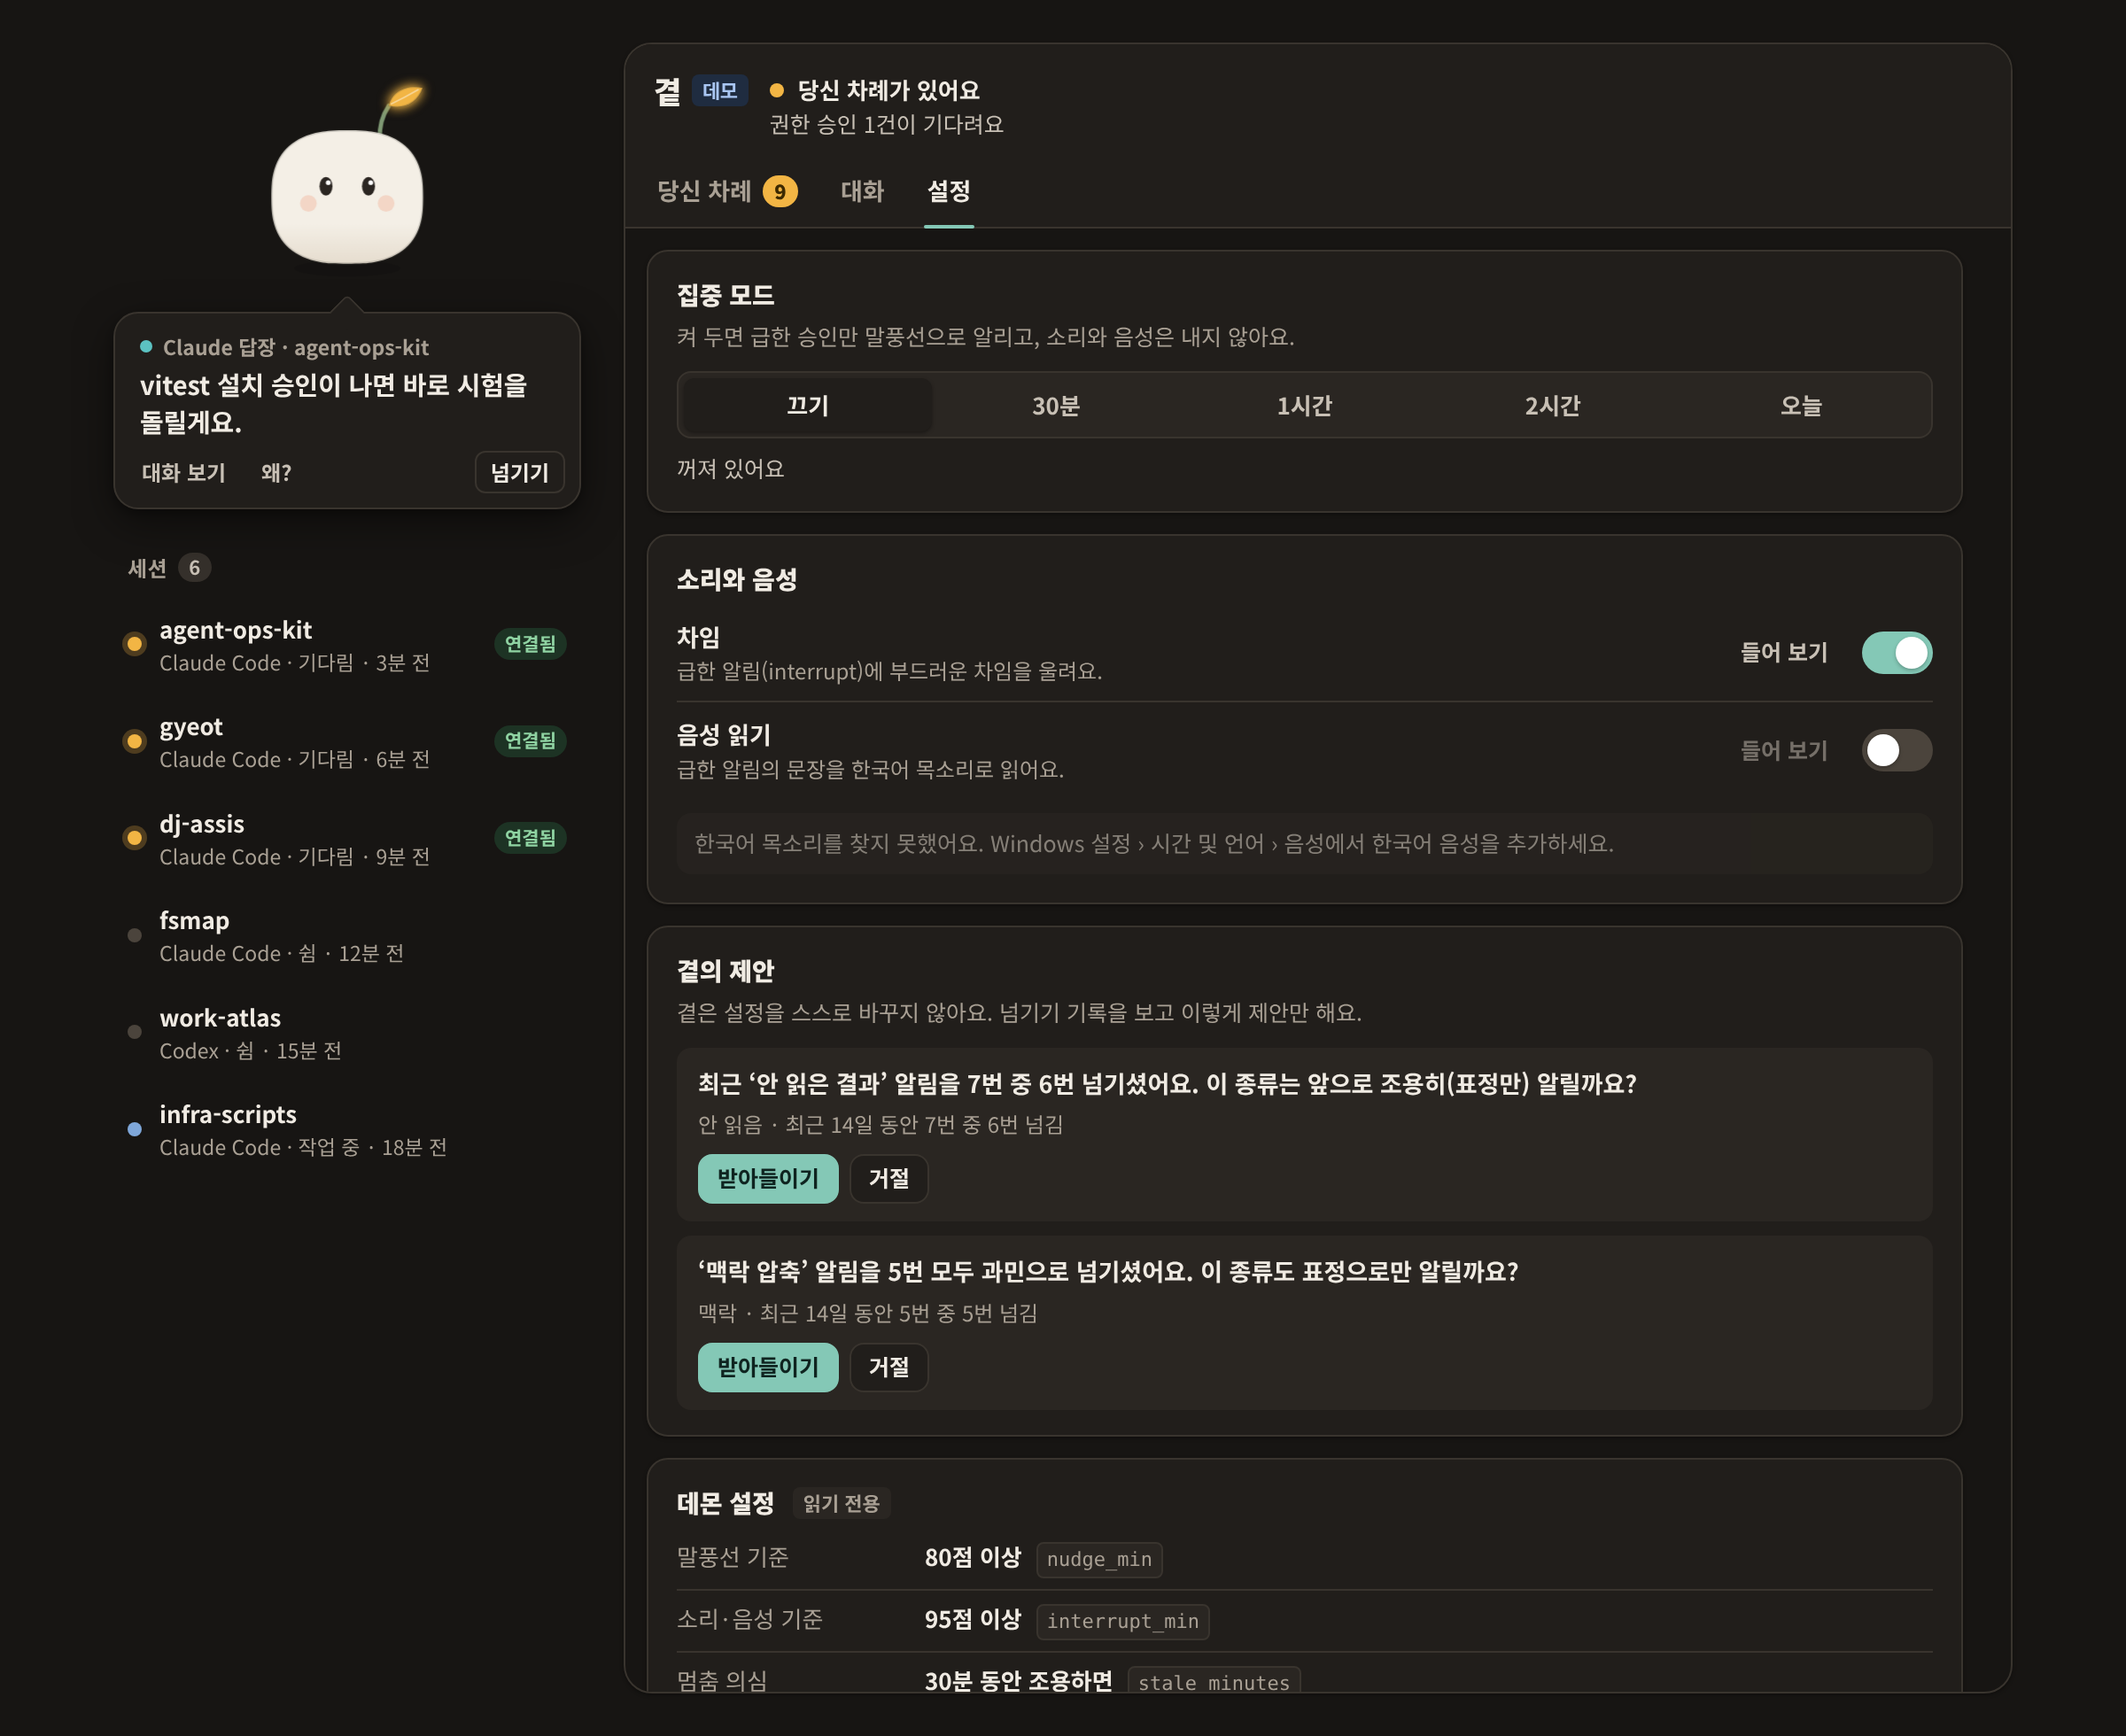 Claude 답장 · agent-ops-kit
vitest 설치 승인이 나면 바로 시험을
돌릴게요.
대화 보기 왜? 넘기기
세션 6
agent-ops-kit
Claude Code · 기다림 · 3분 전
연결됨
gyeot
Claude Code · 기다림 · 6분 전
연결됨
dj-assis
Claude Code · 기다림 · 9분 전
연결됨
fsmap
Claude Code · 쉼 · 12분 전
work-atlas
Codex · 쉼 · 15분 전
infra-scripts
Claude Code · 작업 중 · 18분 전
곁 데모 당신 차례가 있어요
권한 승인 1건이 기다려요
당신 차례 9 대화 설정
집중 모드
켜 두면 급한 승인만 말풍선으로 알리고, 소리와 음성은 내지 않아요.
끄기 30분 1시간 2시간 오늘
꺼져 있어요
소리와 음성
차임
급한 알림(interrupt)에 부드러운 차임을 울려요.
들어 보기
음성 읽기
급한 알림의 문장을 한국어 목소리로 읽어요.
들어 보기
한국어 목소리를 찾지 못했어요. Windows 설정 › 시간 및 언어 › 음성에서 한국어 음성을 추가하세요.
곁의 제안
곁은 설정을 스스로 바꾸지 않아요. 넘기기 기록을 보고 이렇게 제안만 해요.
최근 ‘안 읽은 결과’ 알림을 7번 중 6번 넘기셨어요. 이 종류는 앞으로 조용히(표정만) 알릴까요?
안 읽음 · 최근 14일 동안 7번 중 6번 넘김
받아들이기 거절
‘맥락 압축’ 알림을 5번 모두 과민으로 넘기셨어요. 이 종류도 표정으로만 알릴까요?
맥락 · 최근 14일 동안 5번 중 5번 넘김
받아들이기 거절
데몬 설정 읽기 전용
말풍선 기준 80점 이상 nudge_min
소리·음성 기준 95점 이상 interrupt_min
멈춤 의심 30분 동안 조용하면 stale_minutes